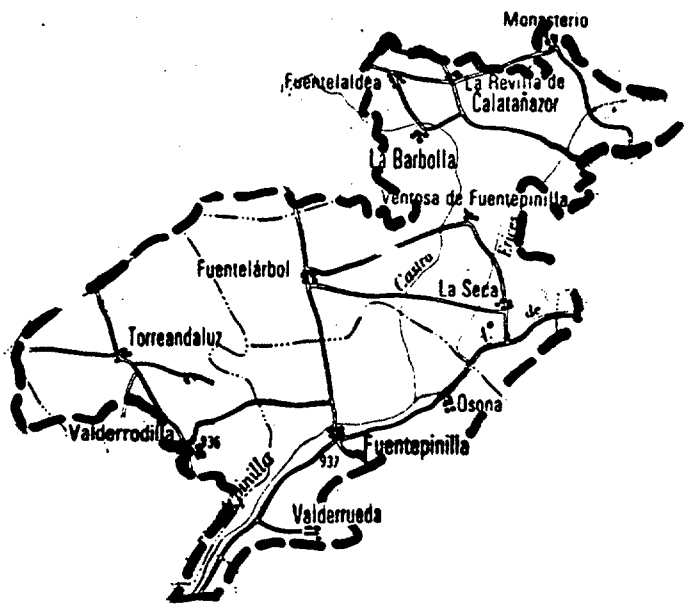 Monasterio
Fuentelaldea
La Revilla de
Calatañazor
La Barbolla
Ventosa de Fuentepinilla
Erices
Fuentelárbol
Castro
La Seca
de
Torreandaluz
Osona
Valderrodilla
936
Fuentepinilla
937
Valderrueda